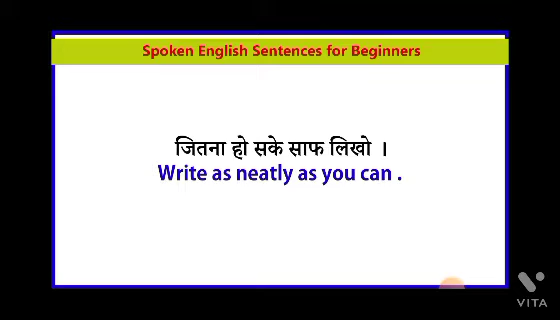 Spoken English Sentences for Beginners
जितना हो सके साफ लिखो ।
Write as neatly as you can .
VITA